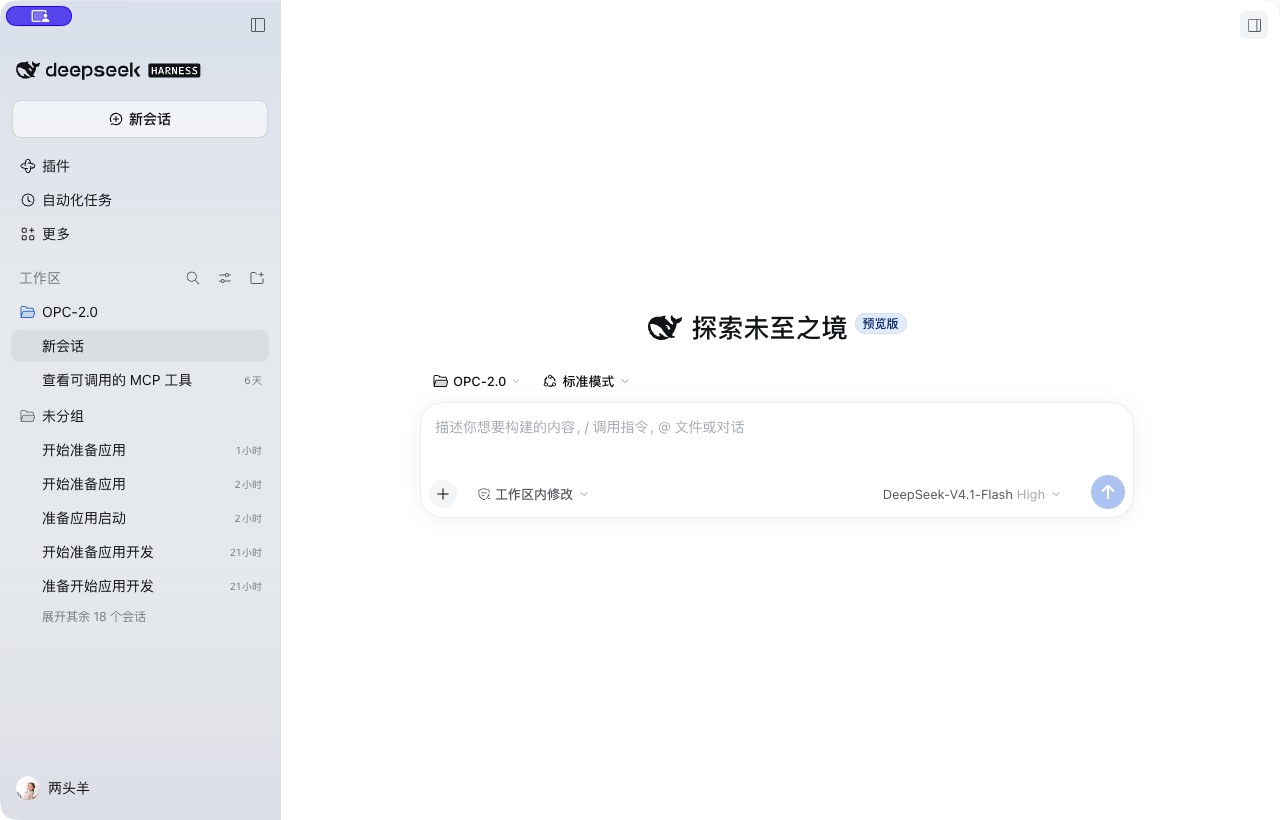 deepseek HARNESS
新会话
插件
自动化任务
更多
工作区
OPC-2.0
新会话
查看可调用的 MCP 工具 6天
未分组
开始准备应用 1小时
开始准备应用 2小时
准备应用启动 2小时
开始准备应用开发 21小时
准备开始应用开发 21小时
展开其余 18 个会话
两头羊
探索未至之境 预览版
OPC-2.0 标准模式
描述你想要构建的内容, / 调用指令, @ 文件或对话
工作区内修改 DeepSeek-V4.1-Flash High